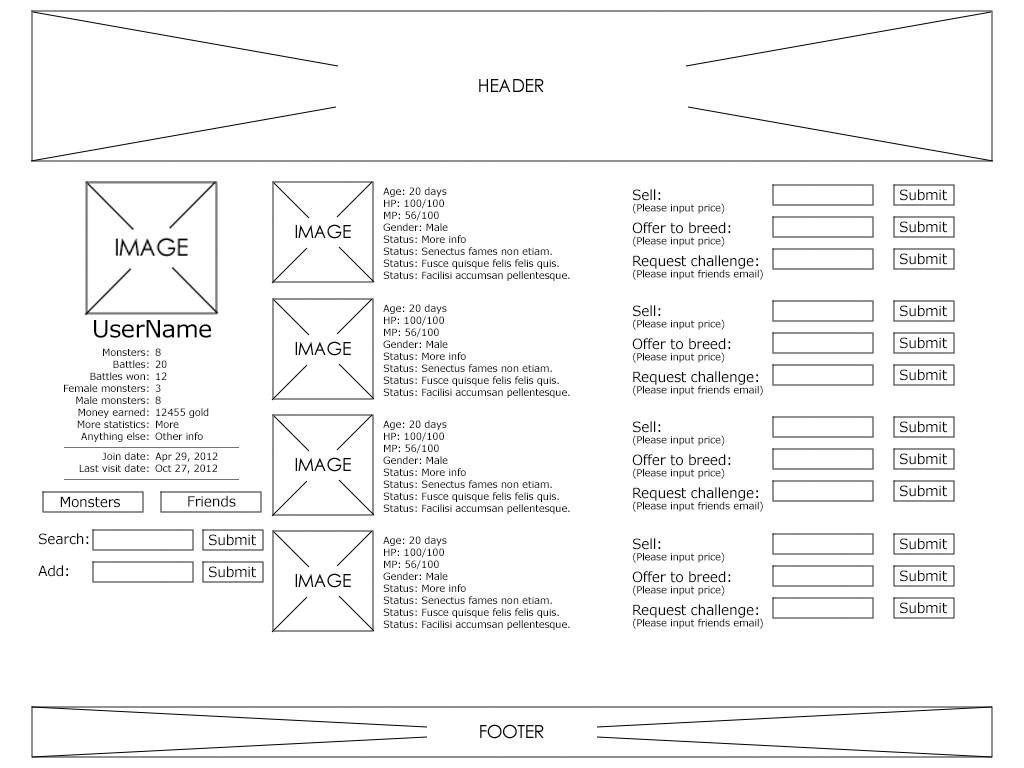 HEADER
IMAGE
UserName
Monsters: 8
Battles: 20
Battles won: 12
Female monsters: 3
Male monsters: 8
Money earned: 12455 gold
More statistics: More
Anything else: Other info
Join date: Apr 29, 2012
Last visit date: Oct 27, 2012
Monsters
Friends
Search:
Submit
Add:
Submit
IMAGE
Age: 20 days
HP: 100/100
MP: 56/100
Gender: Male
Status: More info
Status: Senectus fames non etiam.
Status: Fusce quisque felis felis quis.
Status: Facilisi accumsan pellentesque.
Sell:
(Please input price)
Submit
Offer to breed:
(Please input price)
Submit
Request challenge:
(Please input friends email)
Submit
IMAGE
Age: 20 days
HP: 100/100
MP: 56/100
Gender: Male
Status: More info
Status: Senectus fames non etiam.
Status: Fusce quisque felis felis quis.
Status: Facilisi accumsan pellentesque.
Sell:
(Please input price)
Submit
Offer to breed:
(Please input price)
Submit
Request challenge:
(Please input friends email)
Submit
IMAGE
Age: 20 days
HP: 100/100
MP: 56/100
Gender: Male
Status: More info
Status: Senectus fames non etiam.
Status: Fusce quisque felis felis quis.
Status: Facilisi accumsan pellentesque.
Sell:
(Please input price)
Submit
Offer to breed:
(Please input price)
Submit
Request challenge:
(Please input friends email)
Submit
IMAGE
Age: 20 days
HP: 100/100
MP: 56/100
Gender: Male
Status: More info
Status: Senectus fames non etiam.
Status: Fusce quisque felis felis quis.
Status: Facilisi accumsan pellentesque.
Sell:
(Please input price)
Submit
Offer to breed:
(Please input price)
Submit
Request challenge:
(Please input friends email)
Submit
FOOTER